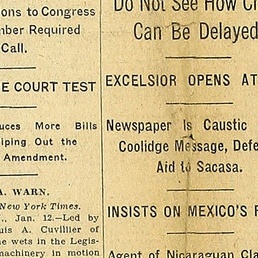 ons to Congress
mber Required
Call.
E COURT TEST
uces More Bills
iping Out the
Amendment.
A. WARN.
New York Times.
., Jan. 12.—Led by
uis A. Cuvillier of
he wets in the Legis-
machinery in motion
Do Not See How
Can Be Delayed
EXCELSIOR OPENS AT
Newspaper Is Caustic
Coolidge Message, Defe
Aid to Sacasa.
INSISTS ON MEXICO'S
Agent of Nicaraguan Cla